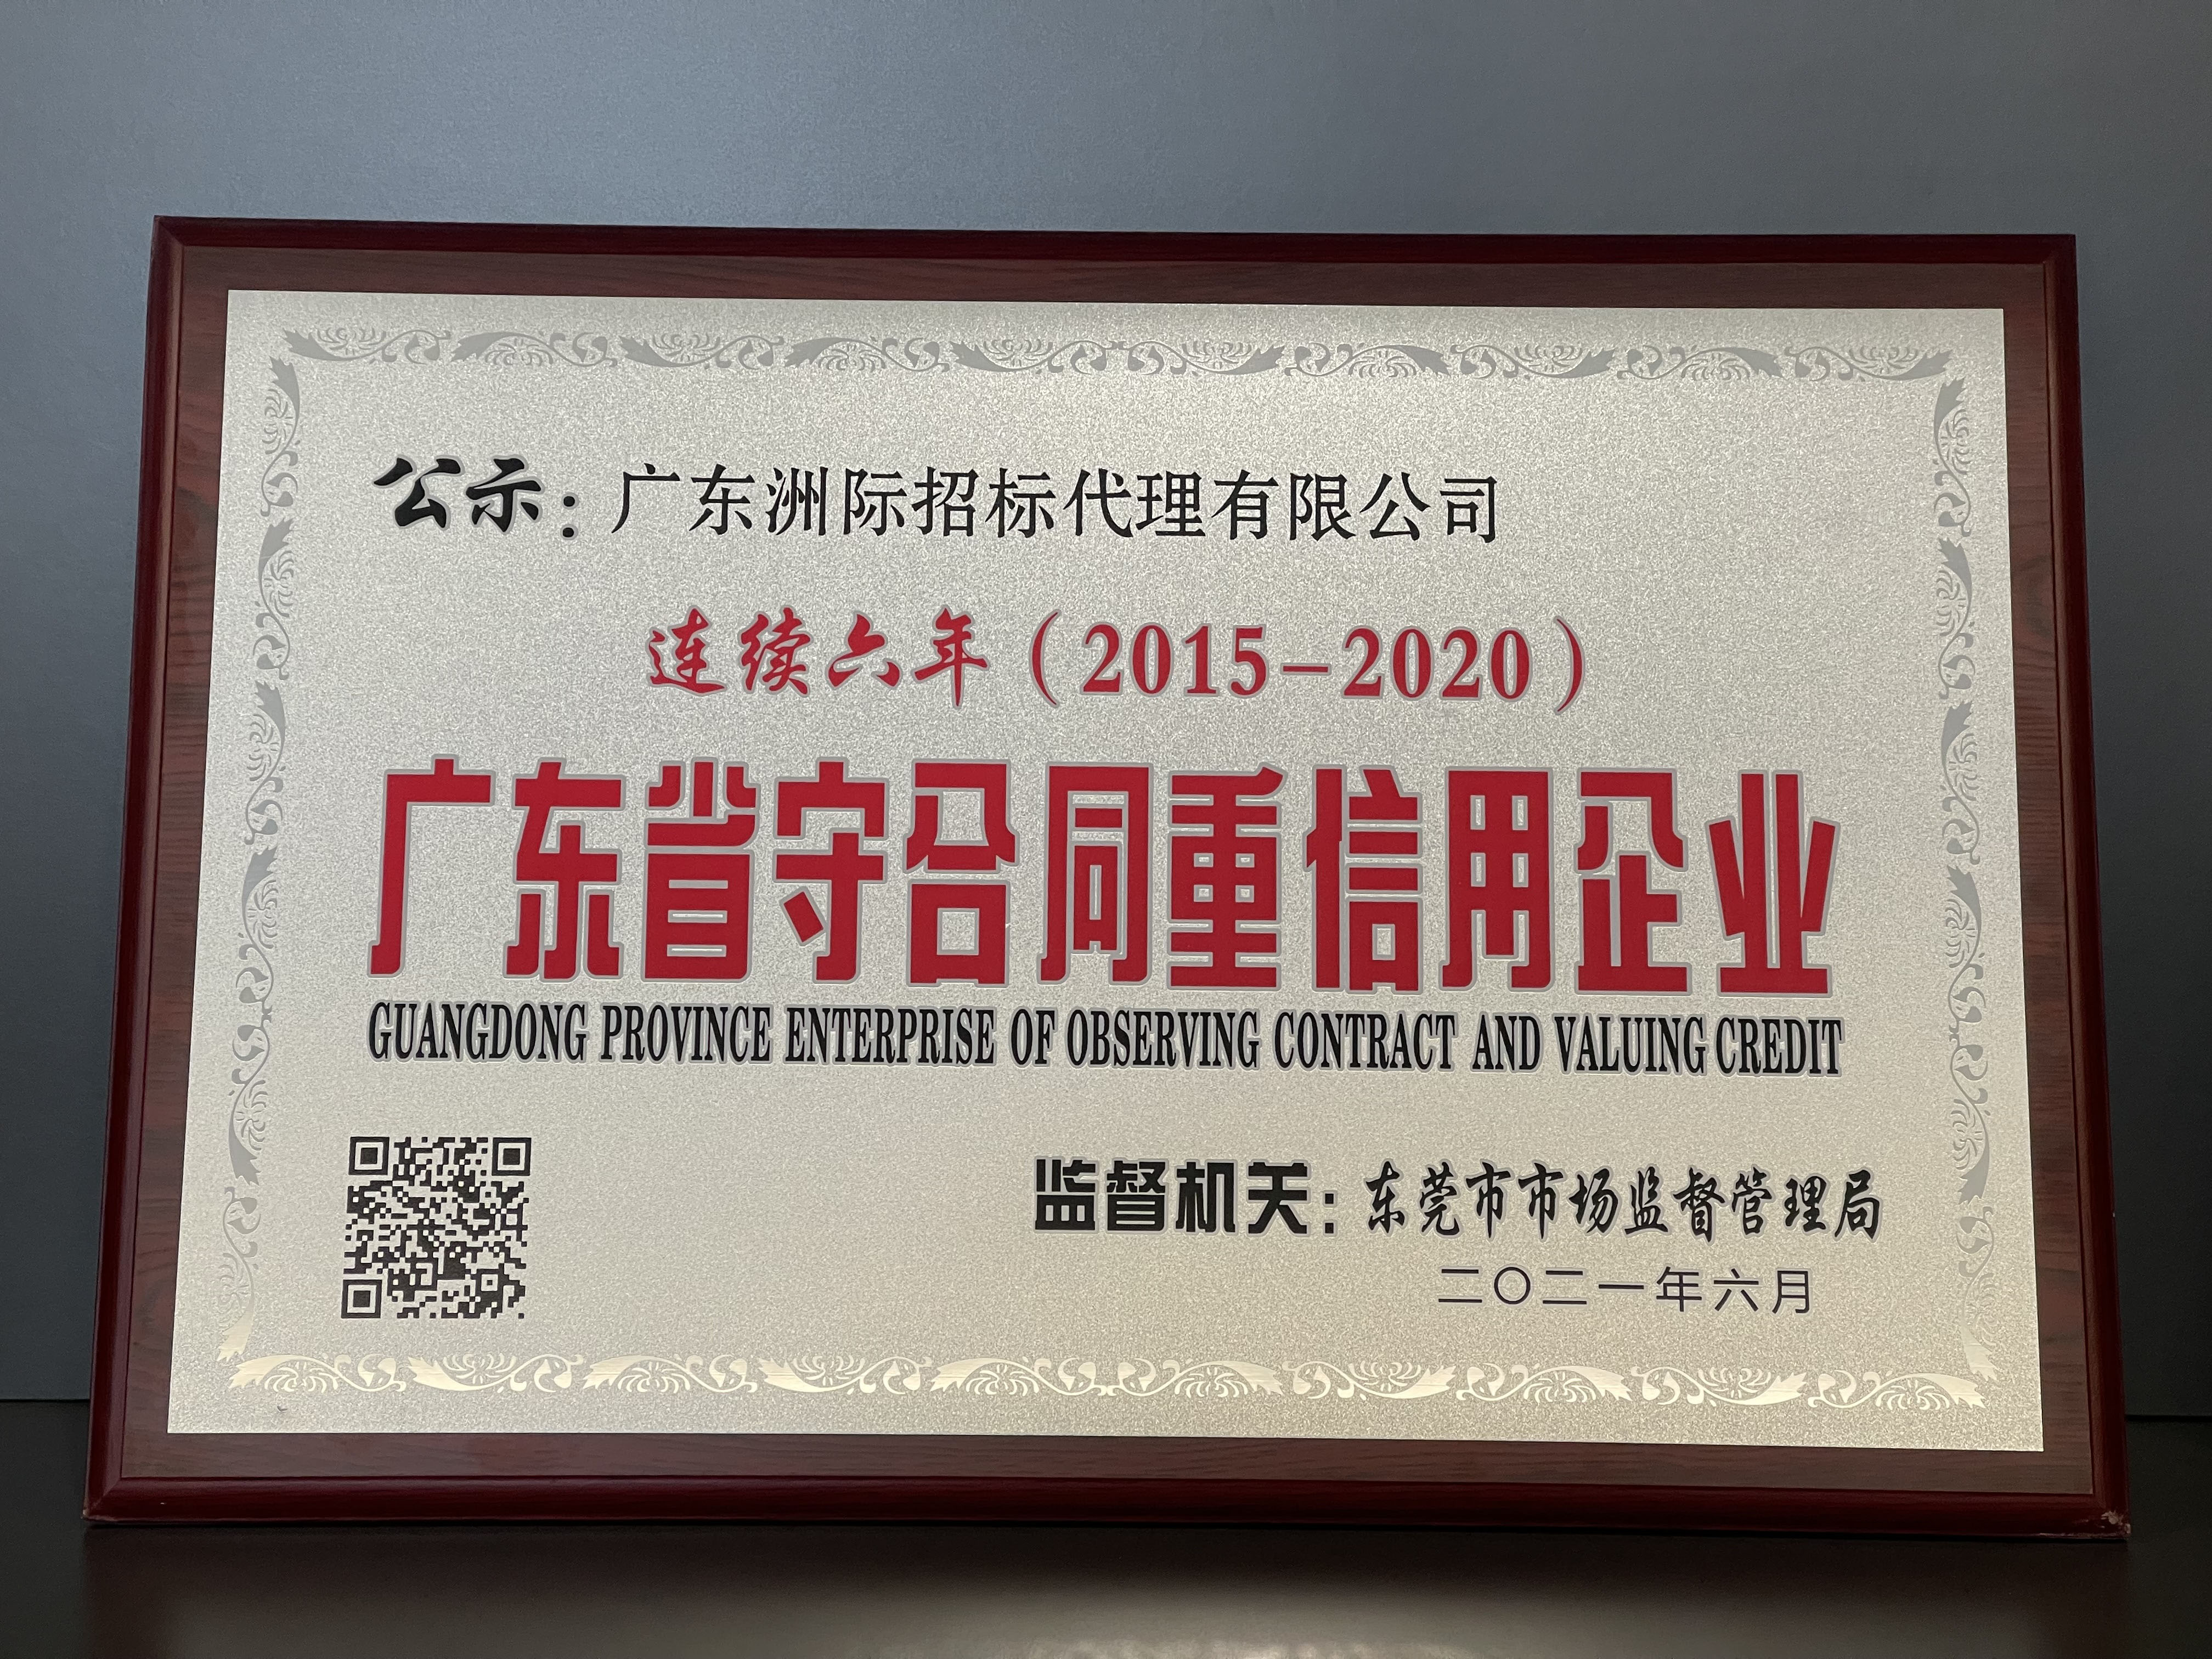 公示：广东洲际招标代理有限公司
连续六年（2015-2020）
广东省守合同重信用企业
GUANGDONG PROVINCE ENTERPRISE OF OBSERVING CONTRACT AND VALUING CREDIT
监督机关：东莞市市场监督管理局
二〇二一年六月